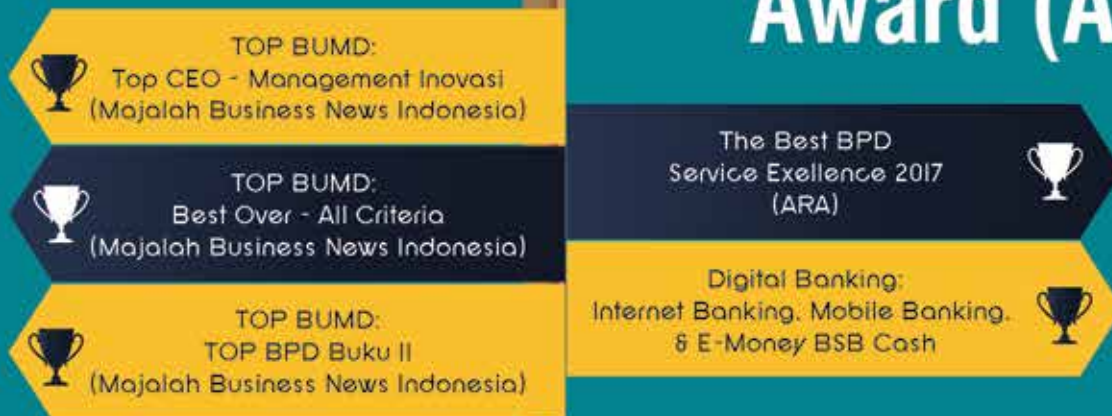 Award (A
TOP BUMD:
Top CEO - Management Inovasi
(Majalah Business News Indonesia)
TOP BUMD:
Best Over - All Criteria
(Majalah Business News Indonesia)
TOP BUMD:
TOP BPD Buku II
(Majalah Business News Indonesia)
The Best BPD
Service Exellence 2017
(ARA)
Digital Banking:
Internet Banking, Mobile Banking,
& E-Money BSB Cash